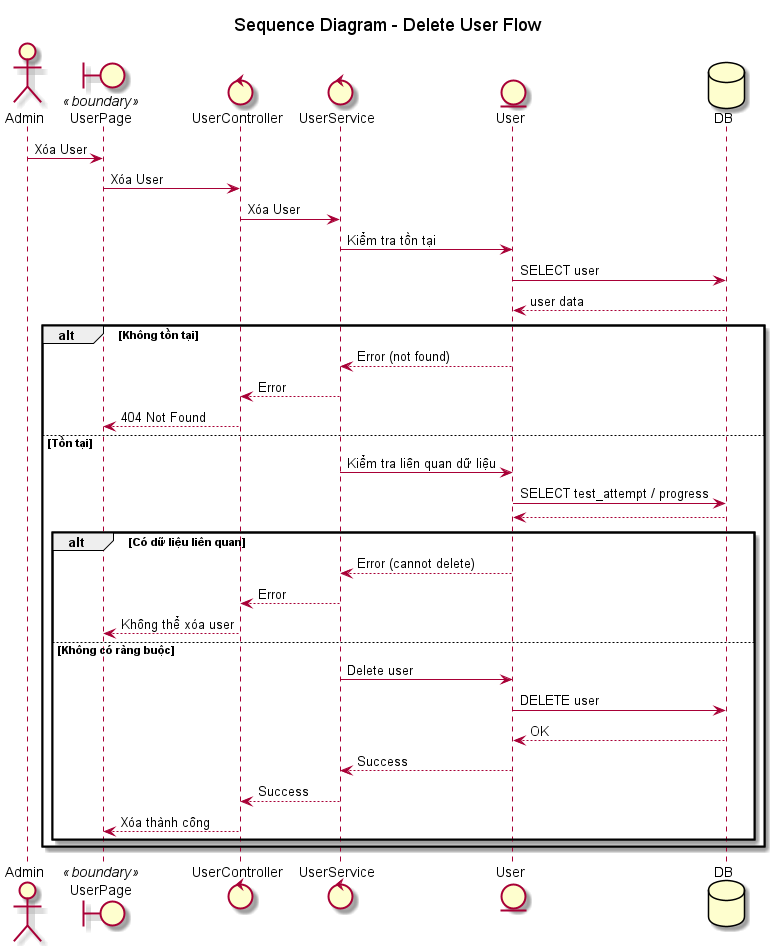 Sequence Diagram - Delete User Flow
Admin
«boundary»
UserPage
UserController
UserService
User
DB
Xóa User
Xóa User
Xóa User
Kiểm tra tồn tại
SELECT user
user data
alt [Không tồn tại]
Error (not found)
Error
404 Not Found
[Tồn tại]
Kiểm tra liên quan dữ liệu
SELECT test_attempt / progress
alt [Có dữ liệu liên quan]
Error (cannot delete)
Error
Không thể xóa user
[Không có ràng buộc]
Delete user
DELETE user
OK
Success
Success
Xóa thành công
Admin
«boundary»
UserPage
UserController
UserService
User
DB